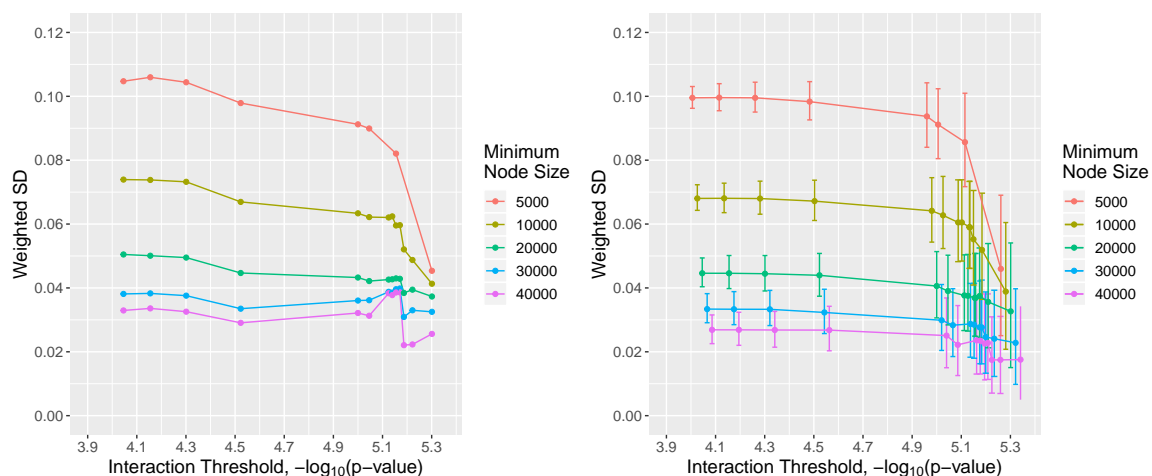 0.12
0.10
0.08
0.06
0.04
0.02
0.00
Weighted SD
3.9 4.1 4.3 4.5 4.7 4.9 5.1 5.3
Interaction Threshold, −log10(p−value)
Minimum
Node Size
5000
10000
20000
30000
40000
0.12
0.10
0.08
0.06
0.04
0.02
0.00
Weighted SD
3.9 4.1 4.3 4.5 4.7 4.9 5.1 5.3
Interaction Threshold, −log10(p−value)
Minimum
Node Size
5000
10000
20000
30000
40000